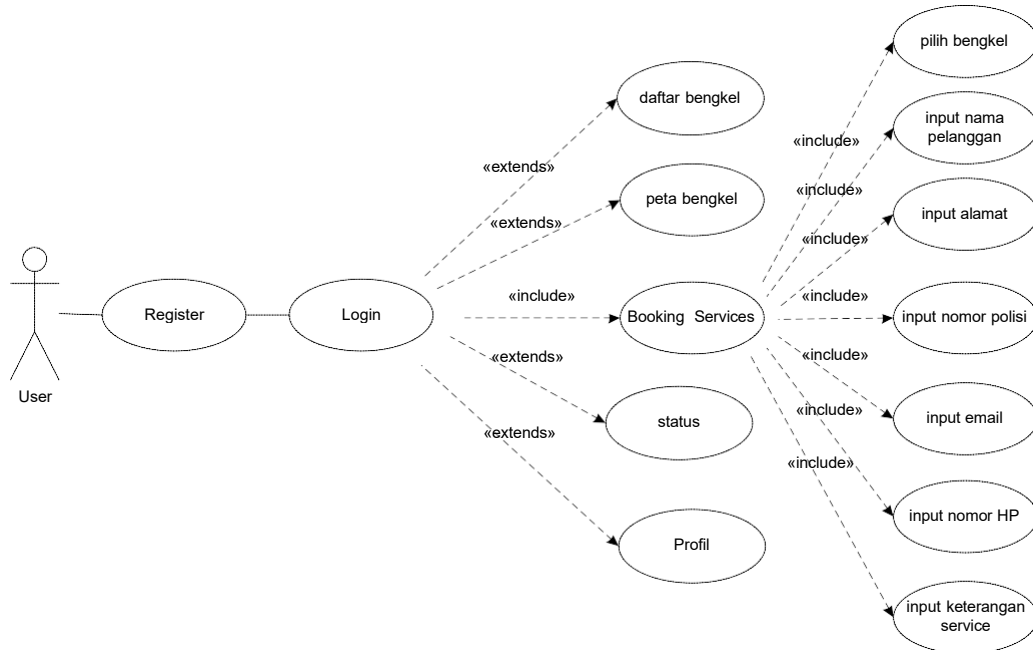 pilih bengkel
daftar bengkel
input nama
pelanggan
«include»
«extends»
«include»
peta bengkel
input alamat
«extends»
«include»
«include»
«include»
Register
Login
Booking Services
input nomor polisi
«extends»
«include»
User
«include»
status
input email
«extends»
«include»
input nomor HP
Profil
input keterangan
service